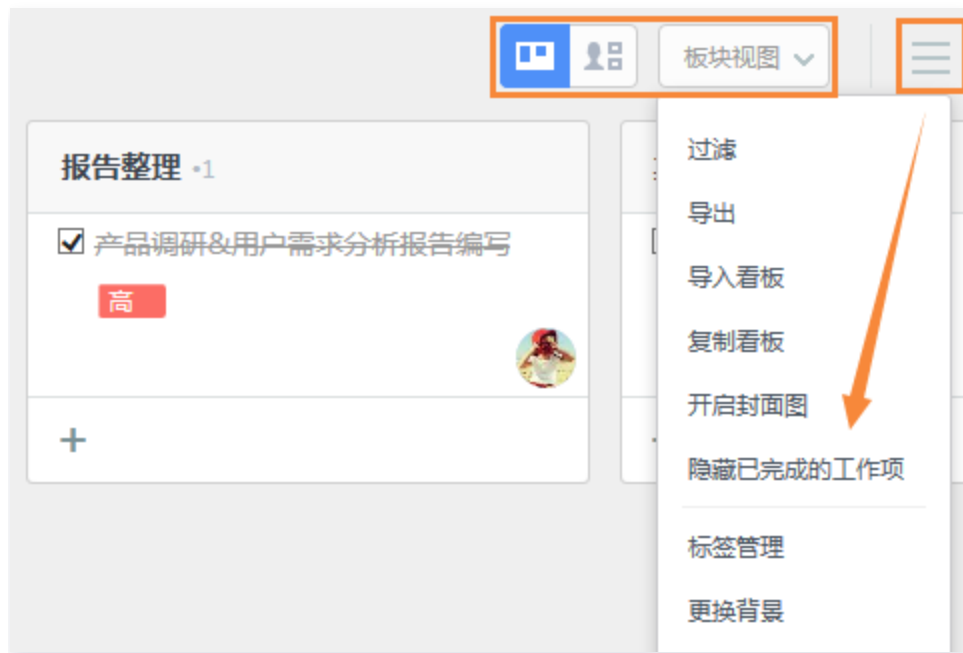 板块视图
报告整理 •1
产品调研&用户需求分析报告编写
高
过滤
导出
导入看板
复制看板
开启封面图
隐藏已完成的工作项
标签管理
更换背景